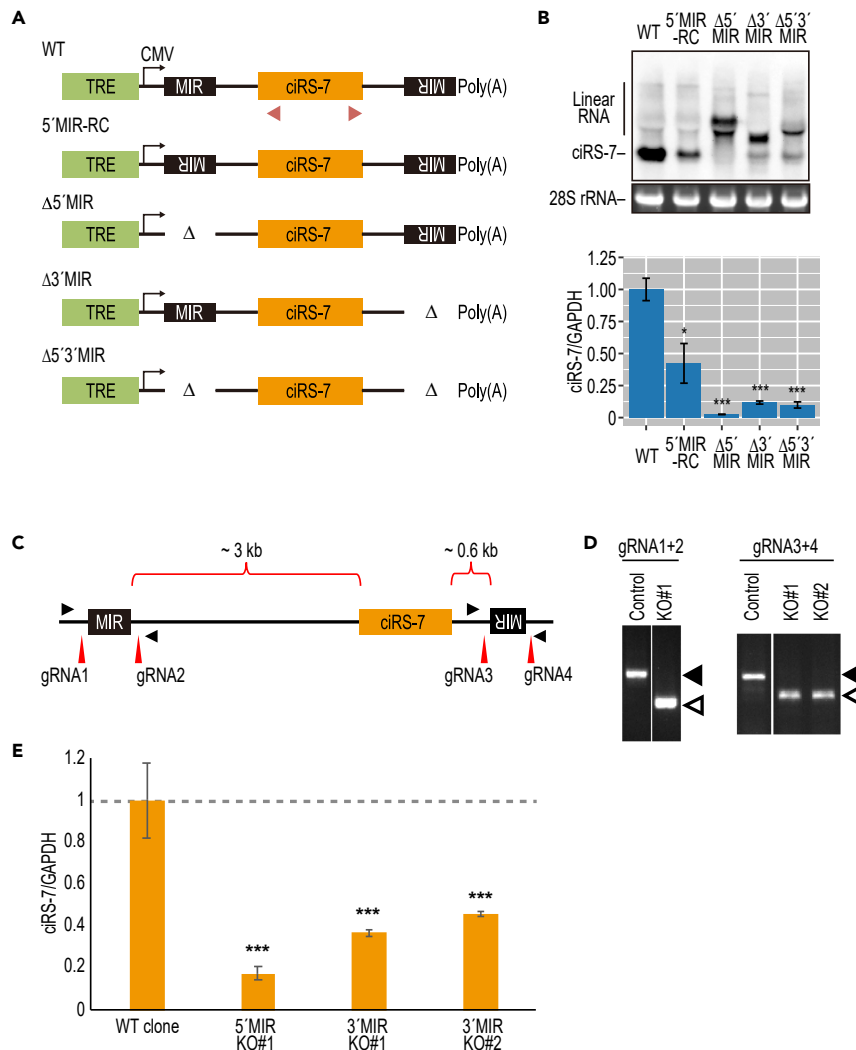 A
WT
CMV
TRE MIR ciRS-7 MIR Poly(A)
5´MIR-RC
TRE MIR ciRS-7 MIR Poly(A)
Δ5´MIR
TRE Δ ciRS-7 MIR Poly(A)
Δ3´MIR
TRE MIR ciRS-7 Δ Poly(A)
Δ5´3´MIR
TRE Δ ciRS-7 Δ Poly(A)
B
WT 5´MIR-RC Δ5´MIR Δ3´MIR Δ5´3´MIR
Linear RNA
ciRS-7–
28S rRNA–
ciRS-7/GAPDH
1.25
1.00
0.75
0.50
0.25
0
* *** *** ***
WT 5´MIR-RC Δ5´MIR Δ3´MIR Δ5´3´MIR
C
~ 3 kb ~ 0.6 kb
MIR ciRS-7 MIR
gRNA1 gRNA2 gRNA3 gRNA4
D
gRNA1+2 gRNA3+4
Control KO#1 Control KO#1 KO#2
E
ciRS-7/GAPDH
1.2
1
0.8
0.6
0.4
0.2
0
*** *** ***
WT clone 5´MIR KO#1 3´MIR KO#1 3´MIR KO#2